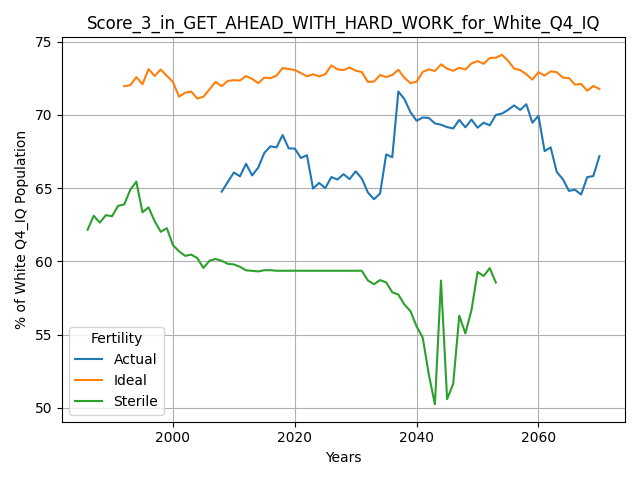 Score_3_in_GET_AHEAD_WITH_HARD_WORK_for_White_Q4_IQ
% of White Q4_IQ Population
75
70
65
60
55
50
Fertility
Actual
Ideal
Sterile
2000
2020
2040
2060
Years